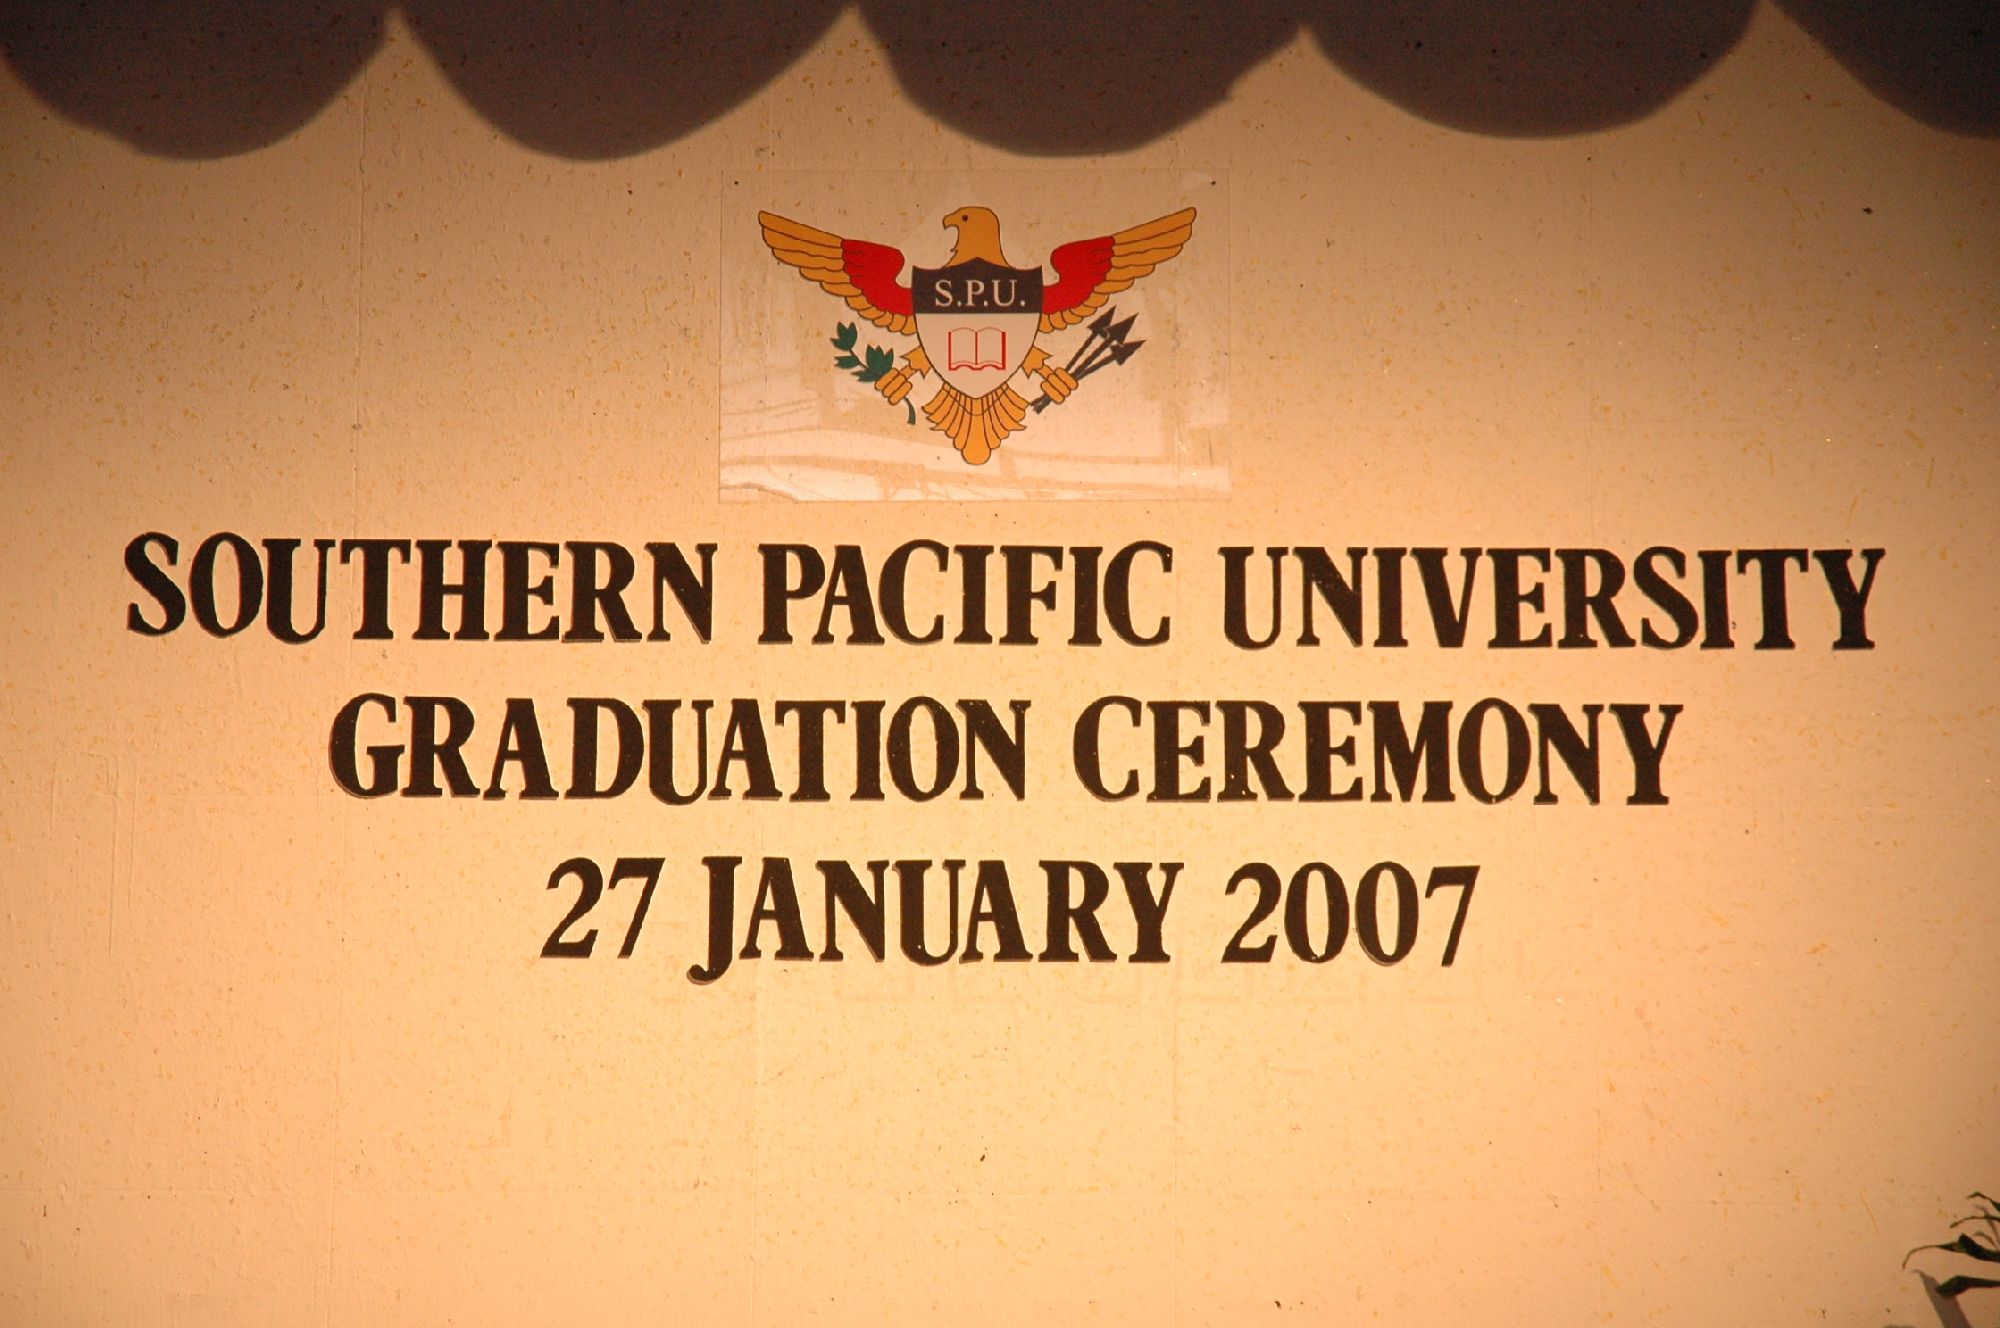 S.P.U.
SOUTHERN PACIFIC UNIVERSITY
GRADUATION CEREMONY
27 JANUARY 2007